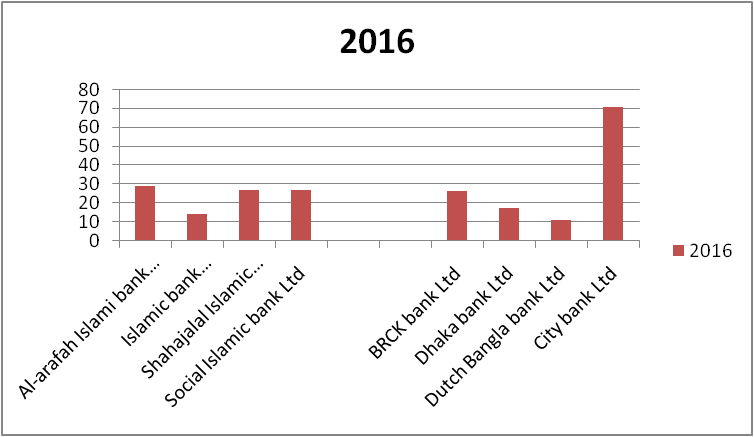 2016
80
70
60
50
40
30
20
10
0
Al-arafah Islami bank...
Islamic bank...
Shahajalal Islamic...
Social Islamic bank Ltd
BRCK bank Ltd
Dhaka bank Ltd
Dutch Bangla bank Ltd
City bank Ltd
2016